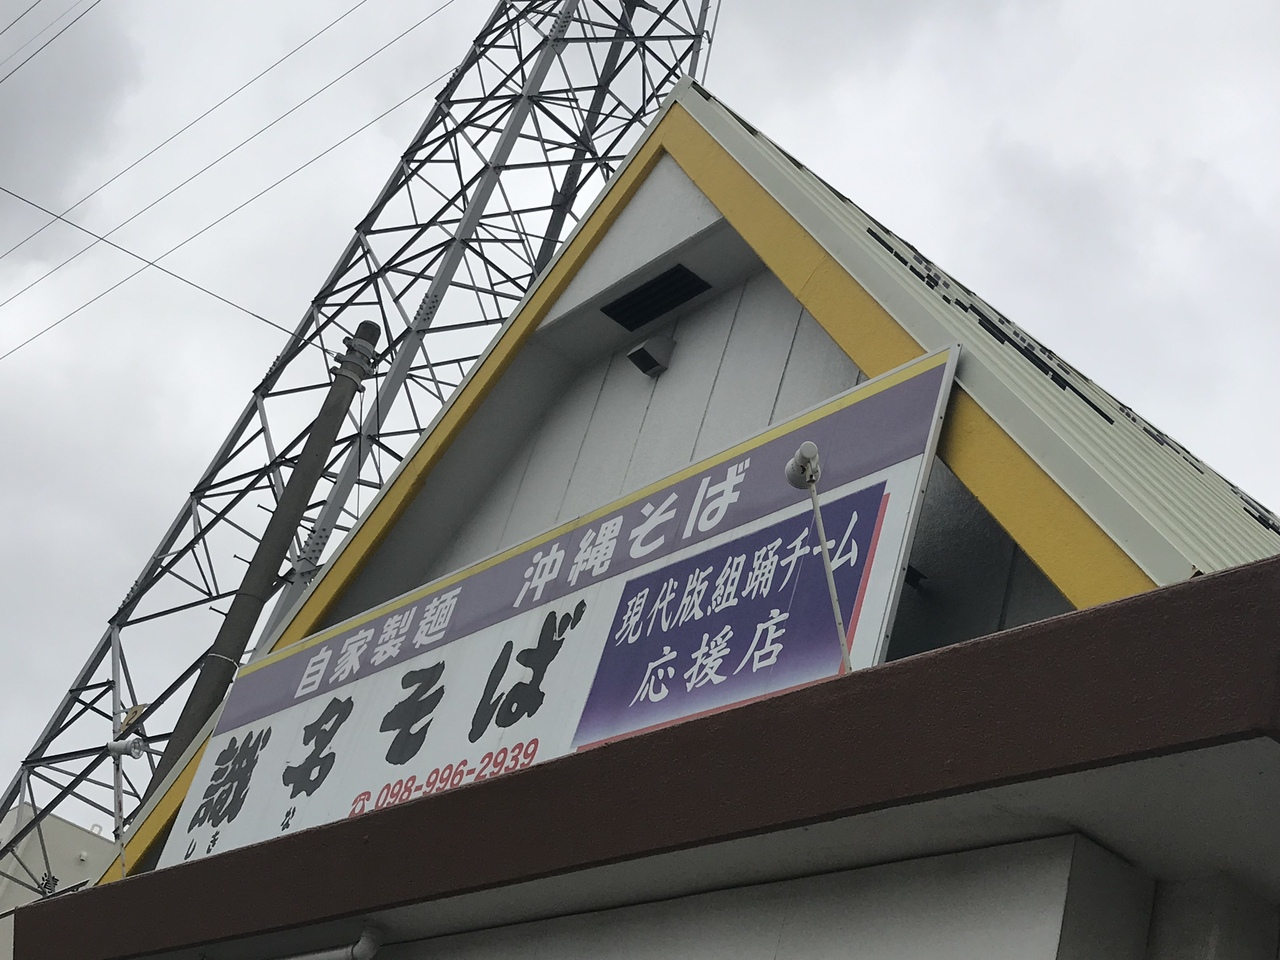 自家製麺 沖縄そば
識名そば
しきな
☎098-996-2939
現代版組踊チーム
応援店